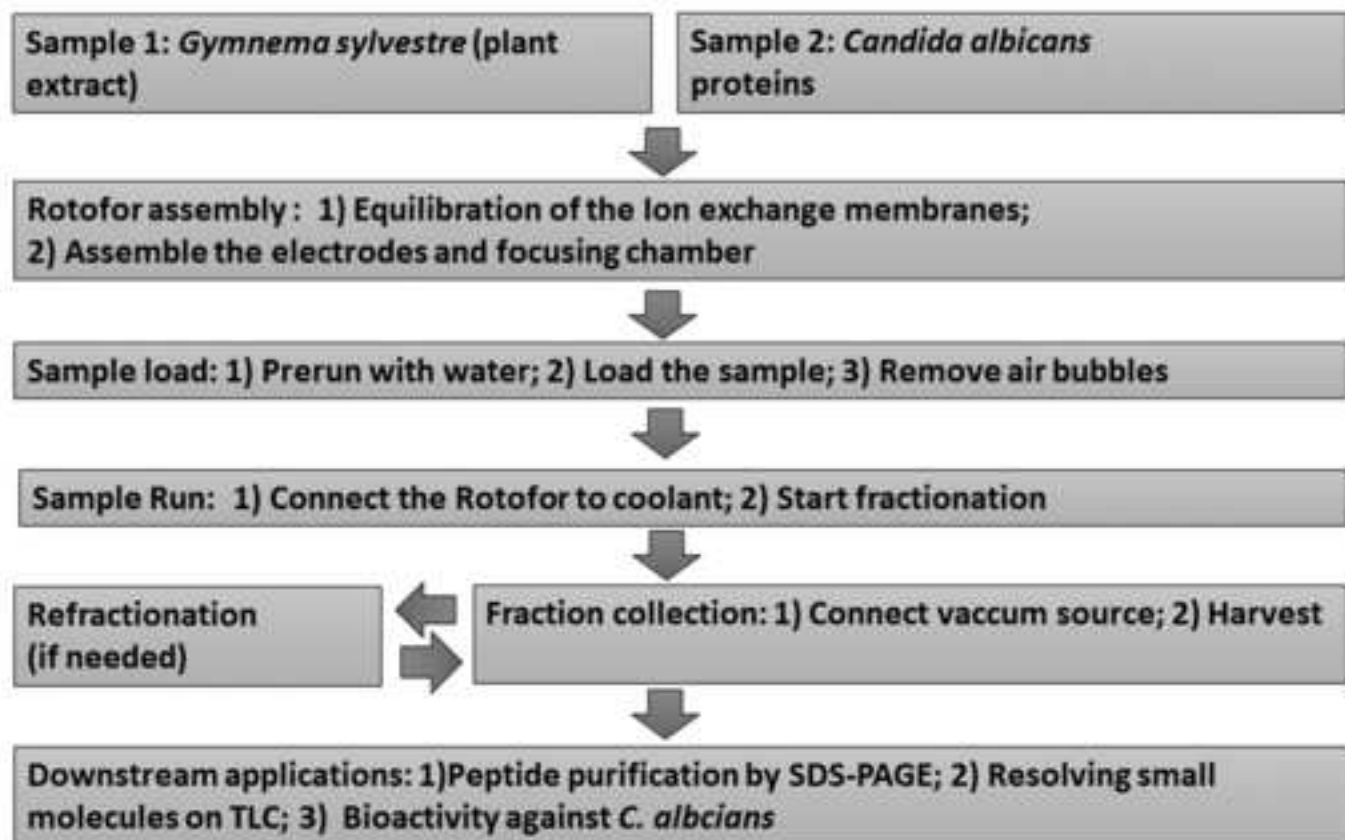 Sample 1: Gymnema sylvestre (plant
extract)
Sample 2: Candida albicans
proteins
Rotofor assembly : 1) Equilibration of the Ion exchange membranes;
2) Assemble the electrodes and focusing chamber
Sample load: 1) Prerun with water; 2) Load the sample; 3) Remove air bubbles
Sample Run: 1) Connect the Rotofor to coolant; 2) Start fractionation
Refractionation
(if needed)
Fraction collection: 1) Connect vaccum source; 2) Harvest
Downstream applications: 1)Peptide purification by SDS-PAGE; 2) Resolving small
molecules on TLC; 3) Bioactivity against C. albcians